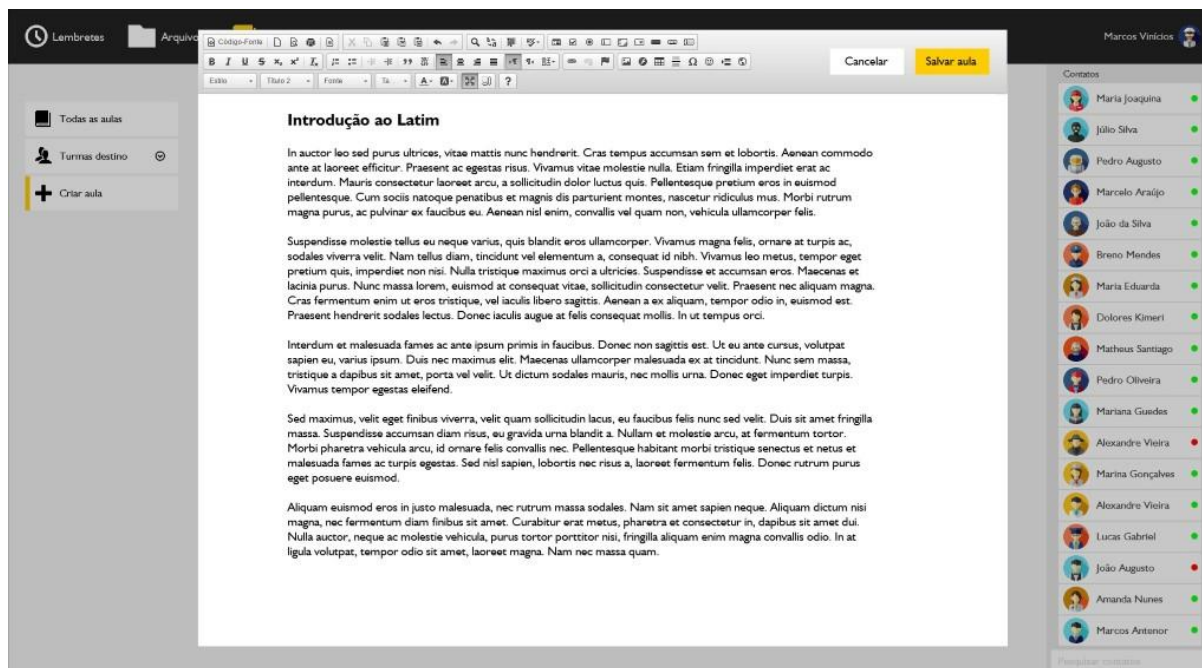 Lembretes
Arquivo
Marcos Vinícios
Código-Fonte
Estilo
Título 2
Fonte
Ta...
Cancelar
Salvar aula
Todas as aulas
Turmas destino
Criar aula
Introdução ao Latim
In auctor leo sed purus ultrices, vitae mattis nunc hendrerit. Cras tempus accumsan sem et lobortis. Aenean commodo
ante at laoreet efficitur. Praesent ac egestas risus. Vivamus vitae molestie nulla. Etiam fringilla imperdiet erat ac
interdum. Mauris consectetur laoreet arcu, a sollicitudin dolor luctus quis. Pellentesque pretium eros in euismod
pellentesque. Cum sociis natoque penatibus et magnis dis parturient montes, nascetur ridiculus mus. Morbi rutrum
magna purus, ac pulvinar ex faucibus eu. Aenean nisl enim, convallis vel quam non, vehicula ullamcorper felis.
Suspendisse molestie tellus eu neque varius, quis blandit eros ullamcorper. Vivamus magna felis, ornare at turpis ac,
sodales viverra velit. Nam tellus diam, tincidunt vel elementum a, consequat id nibh. Vivamus leo metus, tempor eget
pretium quis, imperdiet non nisi. Nulla tristique maximus orci a ultricies. Suspendisse et accumsan eros. Maecenas et
lacinia purus. Nunc massa lorem, euismod at consequat vitae, sollicitudin consectetur velit. Praesent nec aliquam magna.
Cras fermentum enim ut eros tristique, vel iaculis libero sagittis. Aenean a ex aliquam, tempor odio in, euismod est.
Praesent hendrerit sodales lectus. Donec iaculis augue at felis consequat mollis. In ut tempus orci.
Interdum et malesuada fames ac ante ipsum primis in faucibus. Donec non sagittis est. Ut eu ante cursus, volutpat
sapien eu, varius ipsum. Duis nec maximus elit. Maecenas ullamcorper malesuada ex at tincidunt. Nunc sem massa,
tristique a dapibus sit amet, porta vel velit. Ut dictum sodales mauris, nec mollis urna. Donec eget imperdiet turpis.
Vivamus tempor egestas eleifend.
Sed maximus, velit eget finibus viverra, velit quam sollicitudin lacus, eu faucibus felis nunc sed velit. Duis sit amet fringilla
massa. Suspendisse accumsan diam risus, eu gravida urna blandit a. Nullam et molestie arcu, at fermentum tortor.
Morbi pharetra vehicula arcu, id ornare felis convallis nec. Pellentesque habitant morbi tristique senectus et netus et
malesuada fames ac turpis egestas. Sed nisl sapien, lobortis nec risus a, laoreet fermentum felis. Donec rutrum purus
eget posuere euismod.
Aliquam euismod eros in justo malesuada, nec rutrum massa sodales. Nam sit amet sapien neque. Aliquam dictum nisi
magna, nec fermentum diam finibus sit amet. Curabitur erat metus, pharetra et consectetur in, dapibus sit amet dui.
Nulla auctor, neque ac molestie vehicula, purus tortor porttitor nisi, fringilla aliquam enim magna convallis odio. In at
ligula volutpat, tempor odio sit amet, laoreet magna. Nam nec massa quam.
Contatos
Maria Joaquina
Júlio Silva
Pedro Augusto
Marcelo Araújo
João da Silva
Breno Mendes
Maria Eduarda
Dolores Kimeri
Matheus Santiago
Pedro Oliveira
Mariana Guedes
Alexandre Vieira
Marina Gonçalves
Alexandre Vieira
Lucas Gabriel
João Augusto
Amanda Nunes
Marcos Antenor
Pesquisar contatos